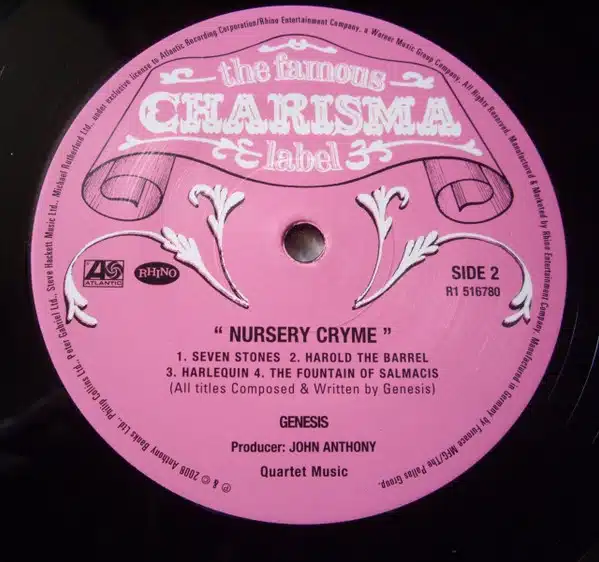 the famous
CHARISMA
label
ATLANTIC
RHINO
SIDE 2
R1 516780
" NURSERY CRYME "
1. SEVEN STONES 2. HAROLD THE BARREL
3. HARLEQUIN 4. THE FOUNTAIN OF SALMACIS
(All titles Composed & Written by Genesis)
GENESIS
Producer: JOHN ANTHONY
Quartet Music
℗ & © 2008 Anthony Banks Ltd., Philip Collins Ltd., Peter Gabriel Ltd., Steve Hackett Music Ltd., Michael Rutherford Ltd., under exclusive license to Atlantic Recording Corporation/Rhino Entertainment Company, a Warner Music Group Company. All Rights Reserved. Manufactured & Marketed by Rhino Entertainment Company. Manufactured in Germany by Furnace MFG/The Pallas Group.